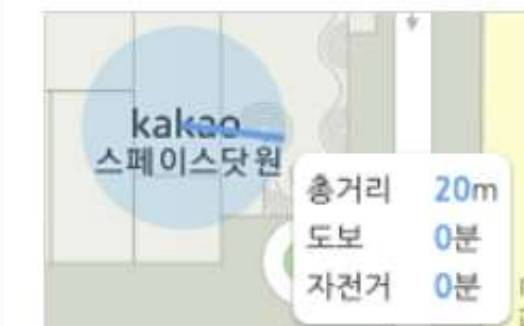 kakao
스페이스닷원
총거리 20m
도보 0분
자전거 0분